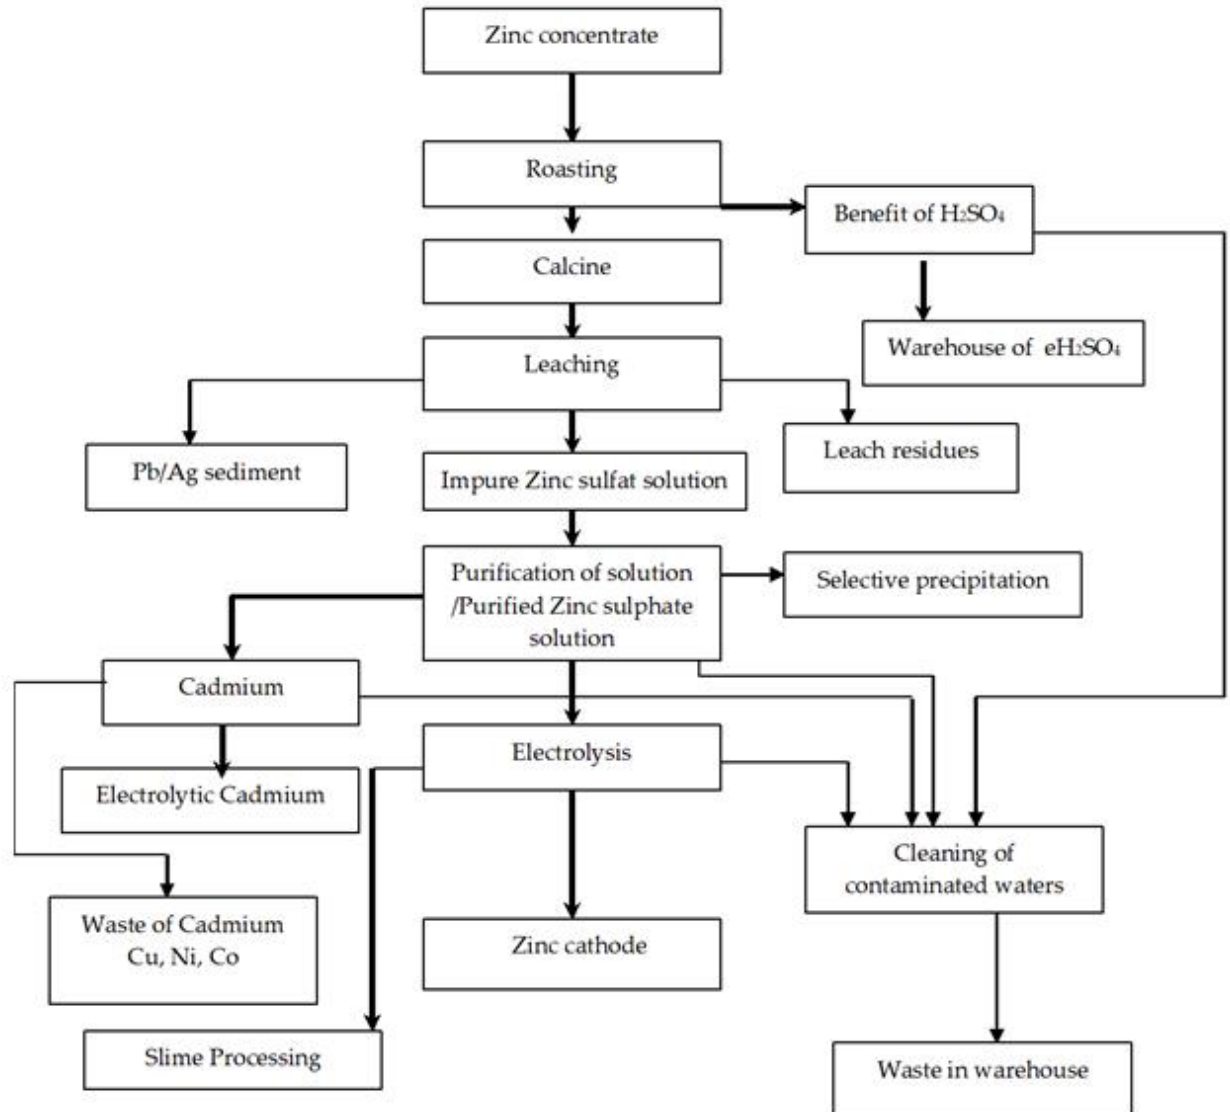 Zinc concentrate
Roasting
Benefit of H₂SO₄
Calcine
Warehouse of eH₂SO₄
Leaching
Leach residues
Pb/Ag sediment
Impure Zinc sulfat solution
Purification of solution
/Purified Zinc sulphate
solution
Selective precipitation
Cadmium
Electrolysis
Electrolytic Cadmium
Cleaning of
contaminated waters
Waste of Cadmium
Cu, Ni, Co
Zinc cathode
Slime Processing
Waste in warehouse